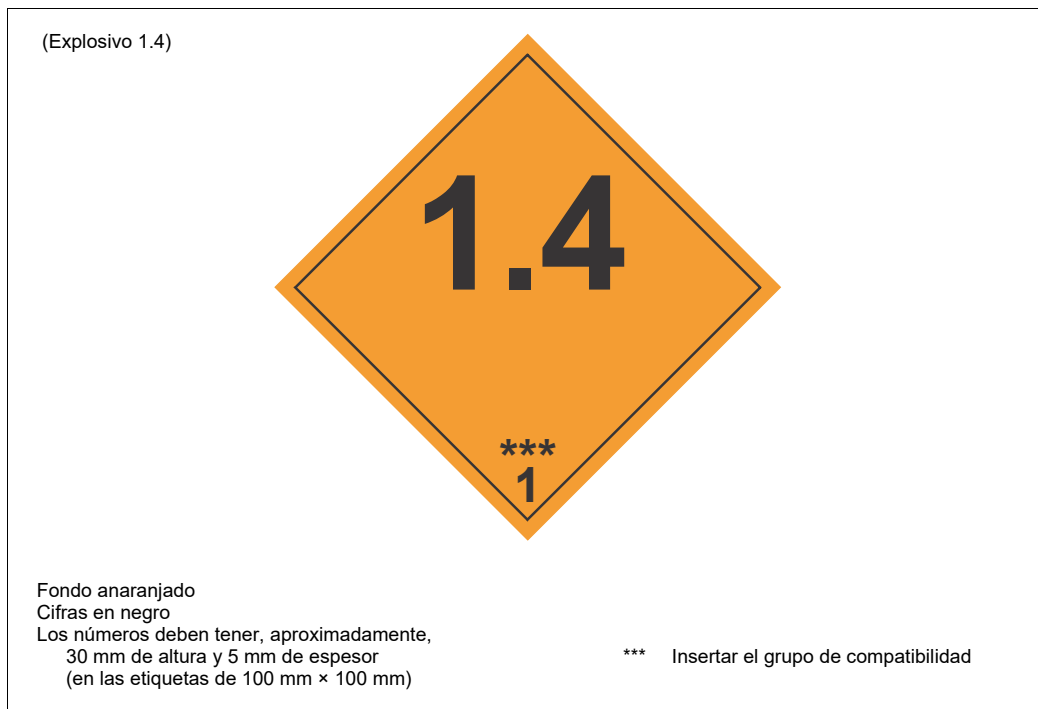 (Explosivo 1.4)
1.4
***
1
Fondo anaranjado
Cifras en negro
Los números deben tener, aproximadamente,
30 mm de altura y 5 mm de espesor
(en las etiquetas de 100 mm × 100 mm)
*** Insertar el grupo de compatibilidad